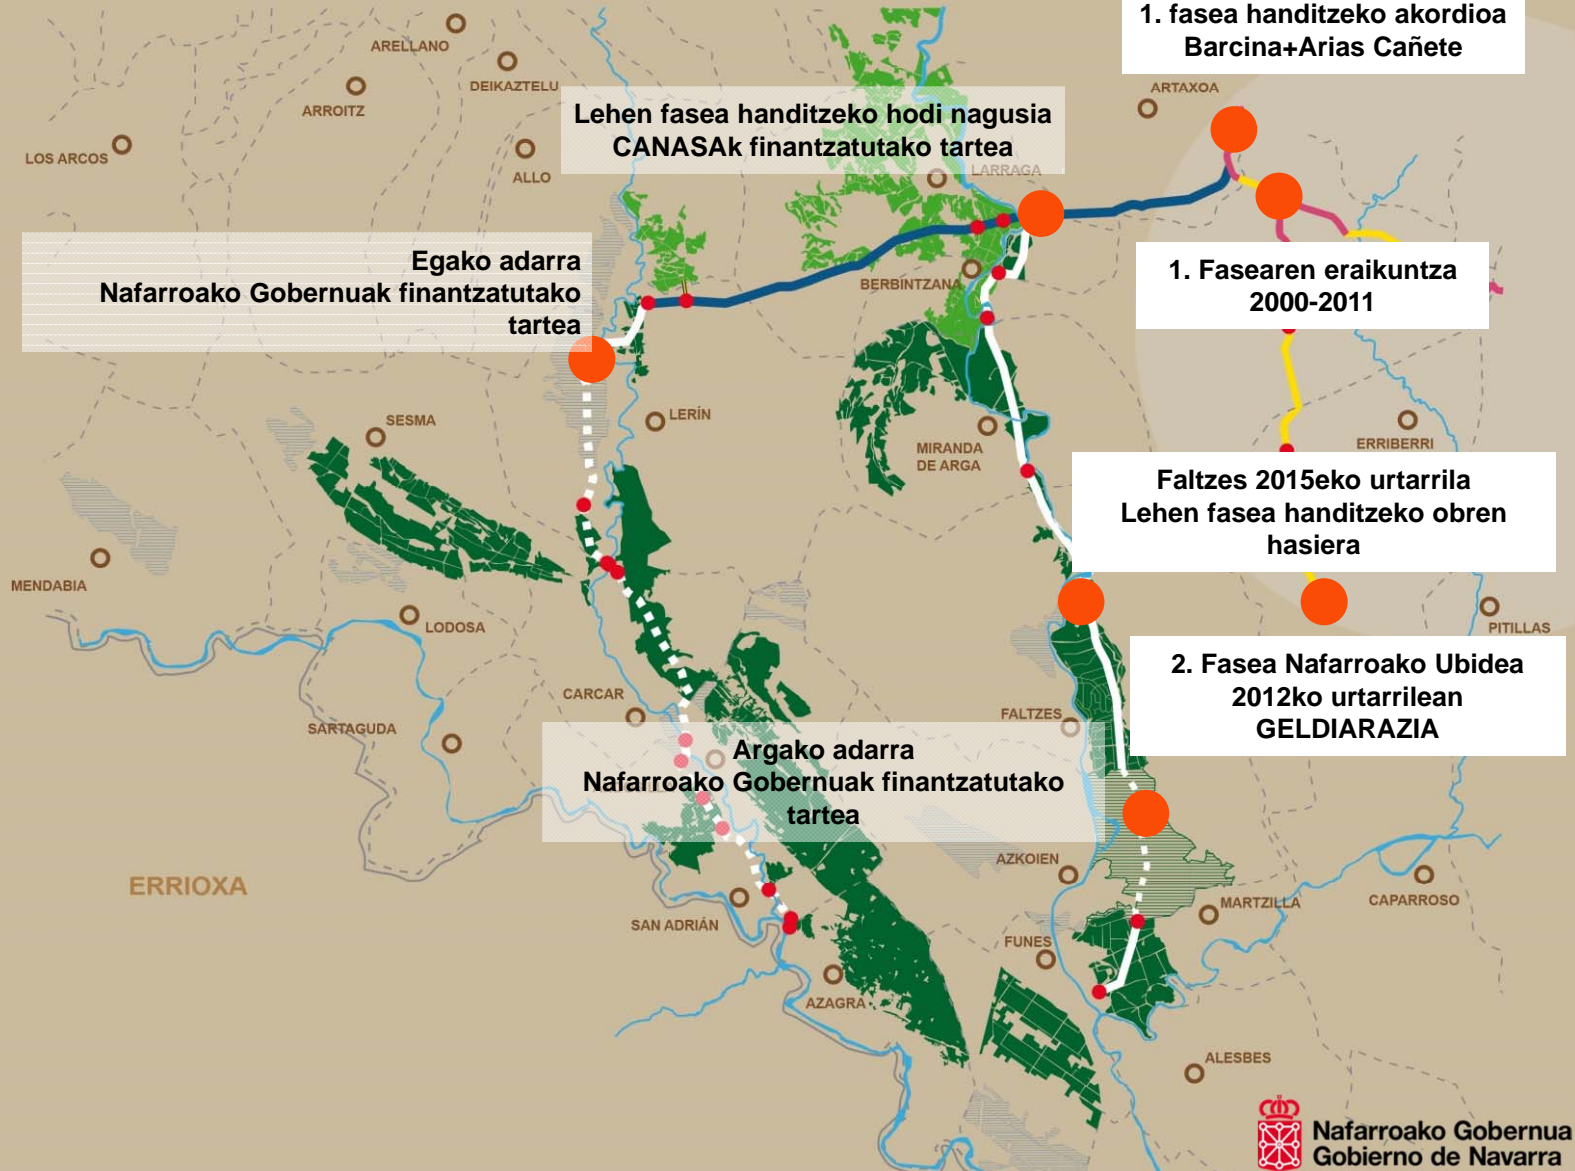 1. fasea handitzeko akordioa
Barcina+Arias Cañete
ARELLANO
DEIKAZTELU
ARROITZ
ARTAXOA
Lehen fasea handitzeko hodi nagusia
CANASAk finantzatutako tartea
LOS ARCOS
ALLO
LARRAGA
Egako adarra
Nafarroako Gobernuak finantzatutako
tartea
BERBINTZANA
1. Fasearen eraikuntza
2000-2011
SESMA
LERÍN
MIRANDA
DE ARGA
ERRIBERRI
Faltzes 2015eko urtarrila
Lehen fasea handitzeko obren
hasiera
MENDABIA
LODOSA
PITILLAS
2. Fasea Nafarroako Ubidea
2012ko urtarrilean
GELDIARAZIA
CARCAR
FALTZES
SARTAGUDA
Argako adarra
Nafarroako Gobernuak finantzatutako
tartea
AZKOIEN
ERRIOXA
MARTZILLA
CAPARROSO
SAN ADRIÁN
FUNES
AZAGRA
ALESBES
Nafarroako Gobernua
Gobierno de Navarra